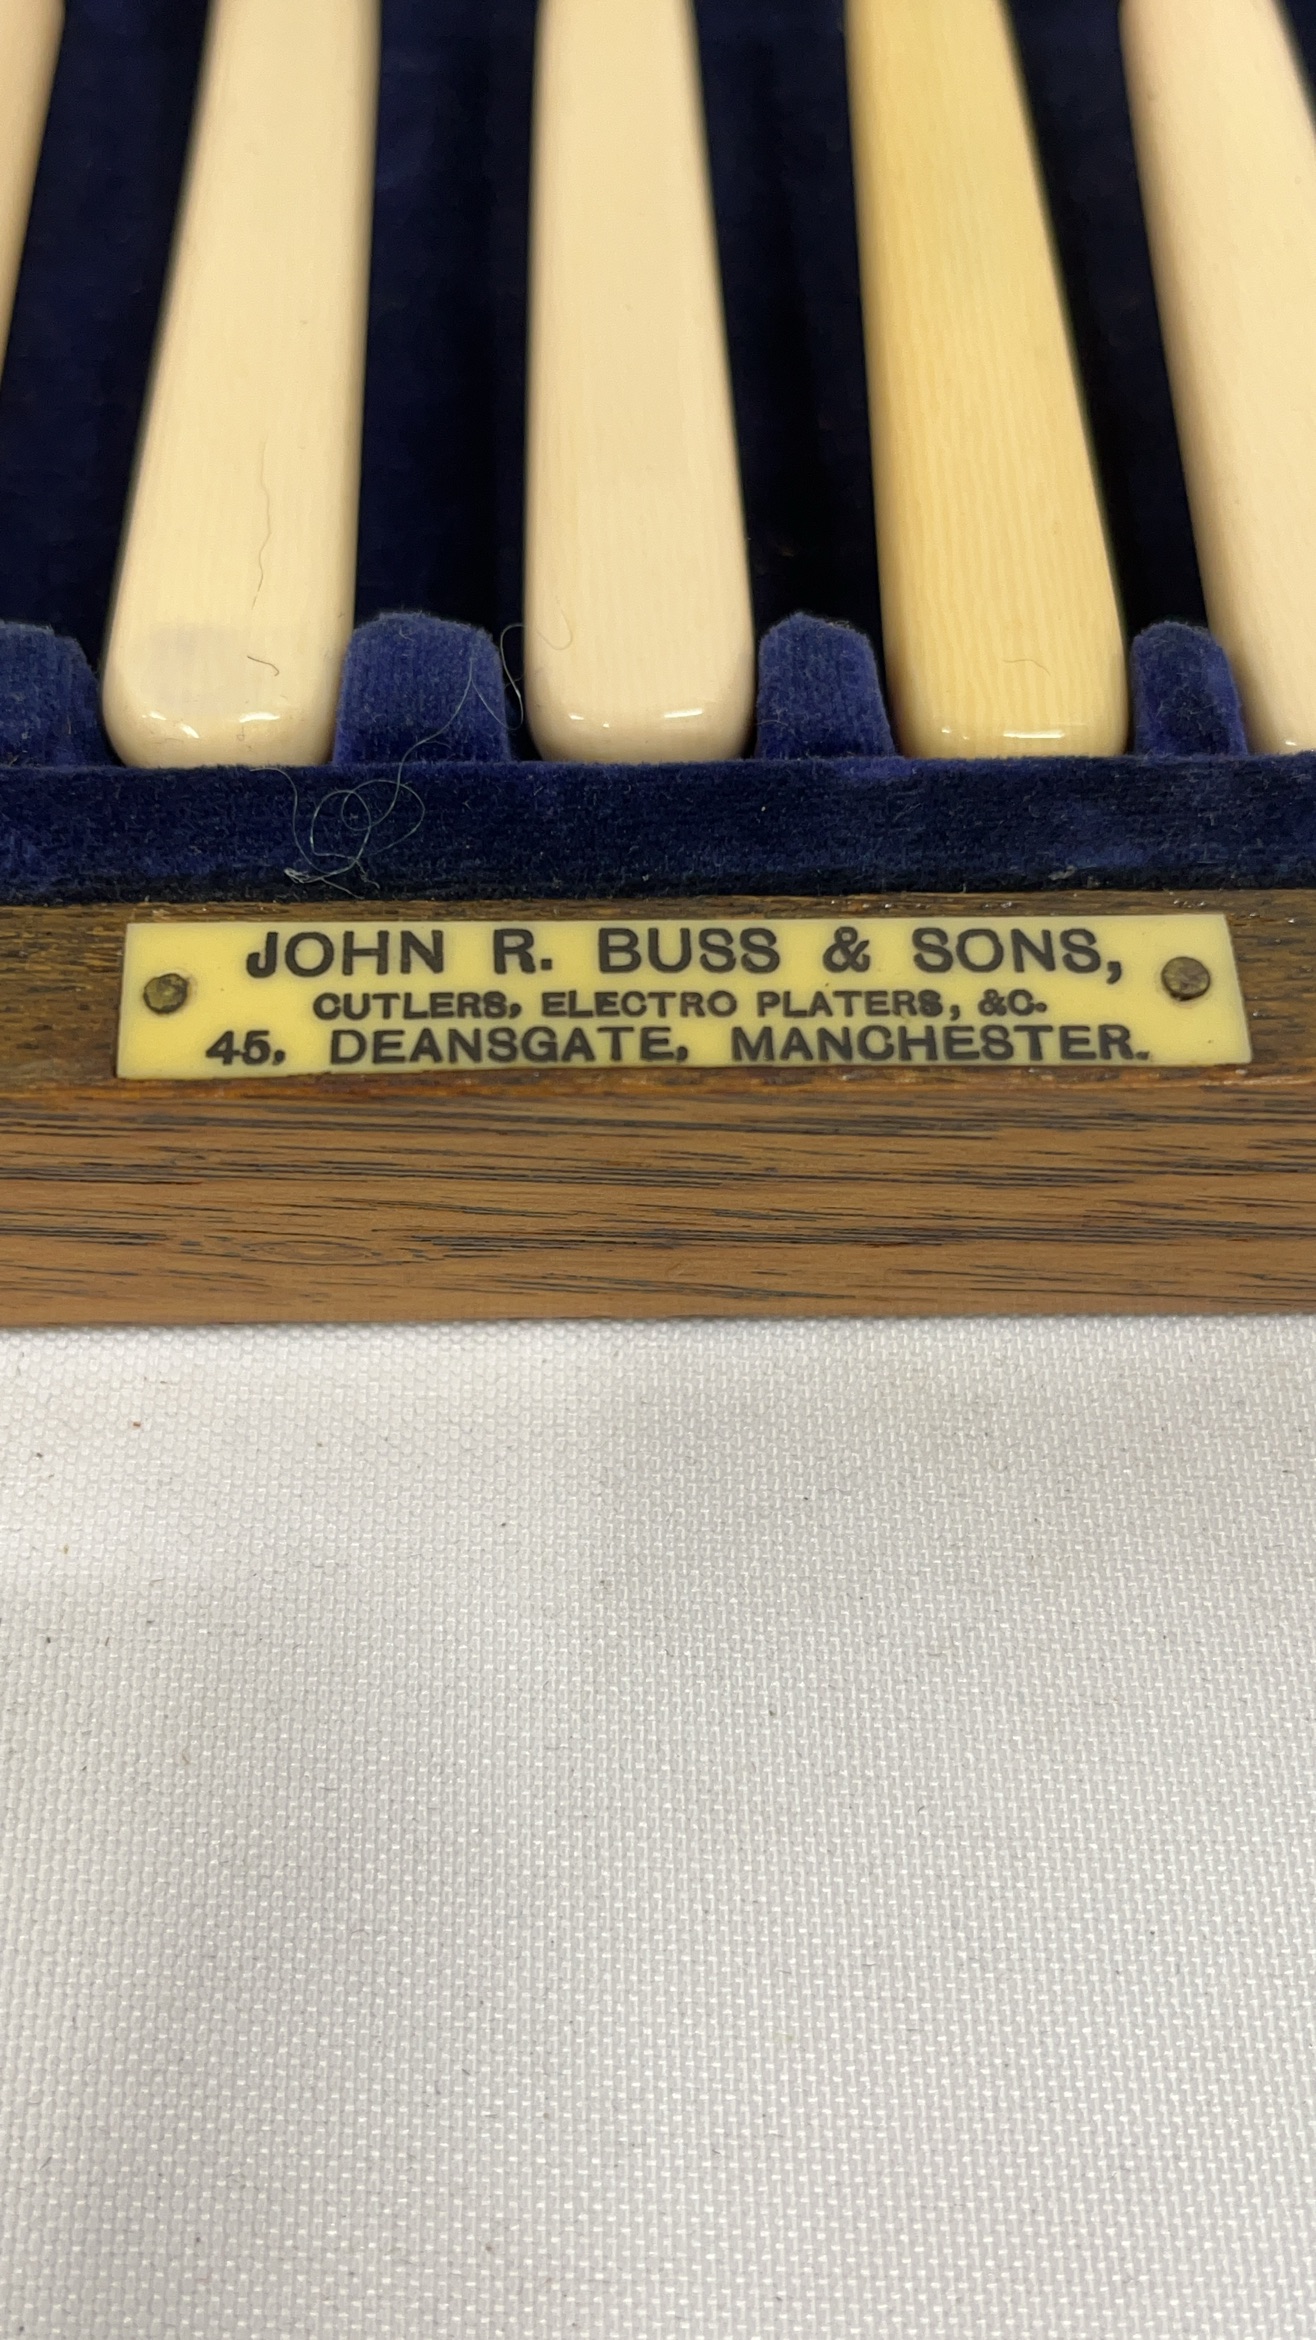 JOHN R. BUSS & SONS,
CUTLERS, ELECTRO PLATERS, &C.
45, DEANSGATE, MANCHESTER.